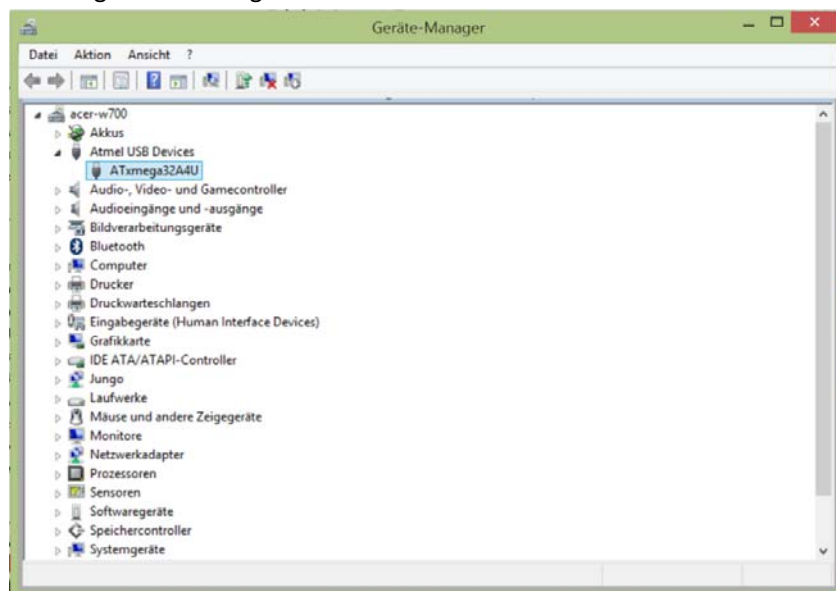 Geräte-Manager
Datei Aktion Ansicht ?
acer-w700
Akkus
Atmel USB Devices
ATxmega32A4U
Audio-, Video- und Gamecontroller
Audioeingänge und -ausgänge
Bildverarbeitungsgeräte
Bluetooth
Computer
Drucker
Druckwarteschlangen
Eingabegeräte (Human Interface Devices)
Grafikkarte
IDE ATA/ATAPI-Controller
Jungo
Laufwerke
Mäuse und andere Zeigegeräte
Monitore
Netzwerkadapter
Prozessoren
Sensoren
Softwaregeräte
Speichercontroller
Systemgeräte